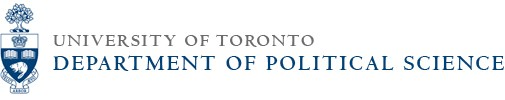 UNIVERSITY OF TORONTO
DEPARTMENT OF POLITICAL SCIENCE